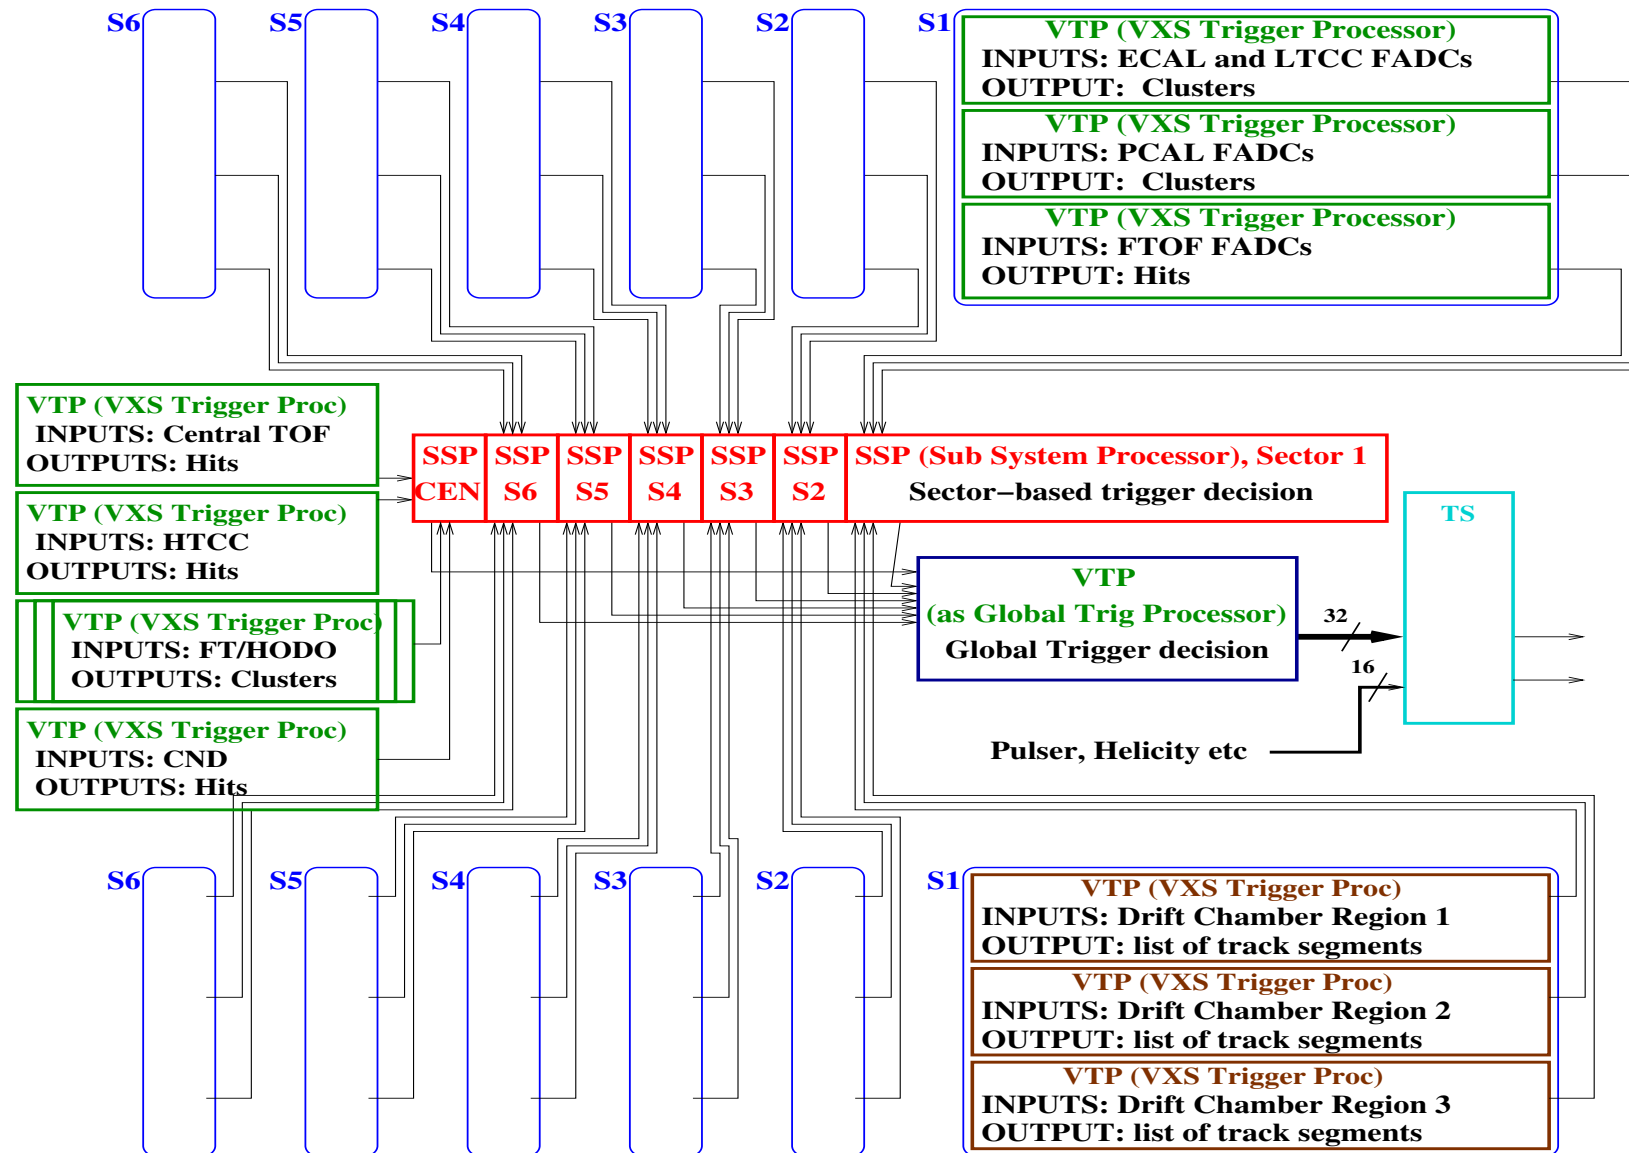 S6
S5
S4
S3
S2
S1
VTP (VXS Trigger Processor)
INPUTS: ECAL and LTCC FADCs
OUTPUT: Clusters
VTP (VXS Trigger Processor)
INPUTS: PCAL FADCs
OUTPUT: Clusters
VTP (VXS Trigger Processor)
INPUTS: FTOF FADCs
OUTPUT: Hits
VTP (VXS Trigger Proc)
INPUTS: Central TOF
OUTPUTS: Hits
VTP (VXS Trigger Proc)
INPUTS: HTCC
OUTPUTS: Hits
VTP (VXS Trigger Proc)
INPUTS: FT/HODO
OUTPUTS: Clusters
VTP (VXS Trigger Proc)
INPUTS: CND
OUTPUTS: Hits
SSP
CEN
SSP
S6
SSP
S5
SSP
S4
SSP
S3
SSP
S2
SSP (Sub System Processor), Sector 1
Sector−based trigger decision
VTP
(as Global Trig Processor)
Global Trigger decision
32
16
TS
Pulser, Helicity etc
S6
S5
S4
S3
S2
S1
VTP (VXS Trigger Proc)
INPUTS: Drift Chamber Region 1
OUTPUT: list of track segments
VTP (VXS Trigger Proc)
INPUTS: Drift Chamber Region 2
OUTPUT: list of track segments
VTP (VXS Trigger Proc)
INPUTS: Drift Chamber Region 3
OUTPUT: list of track segments